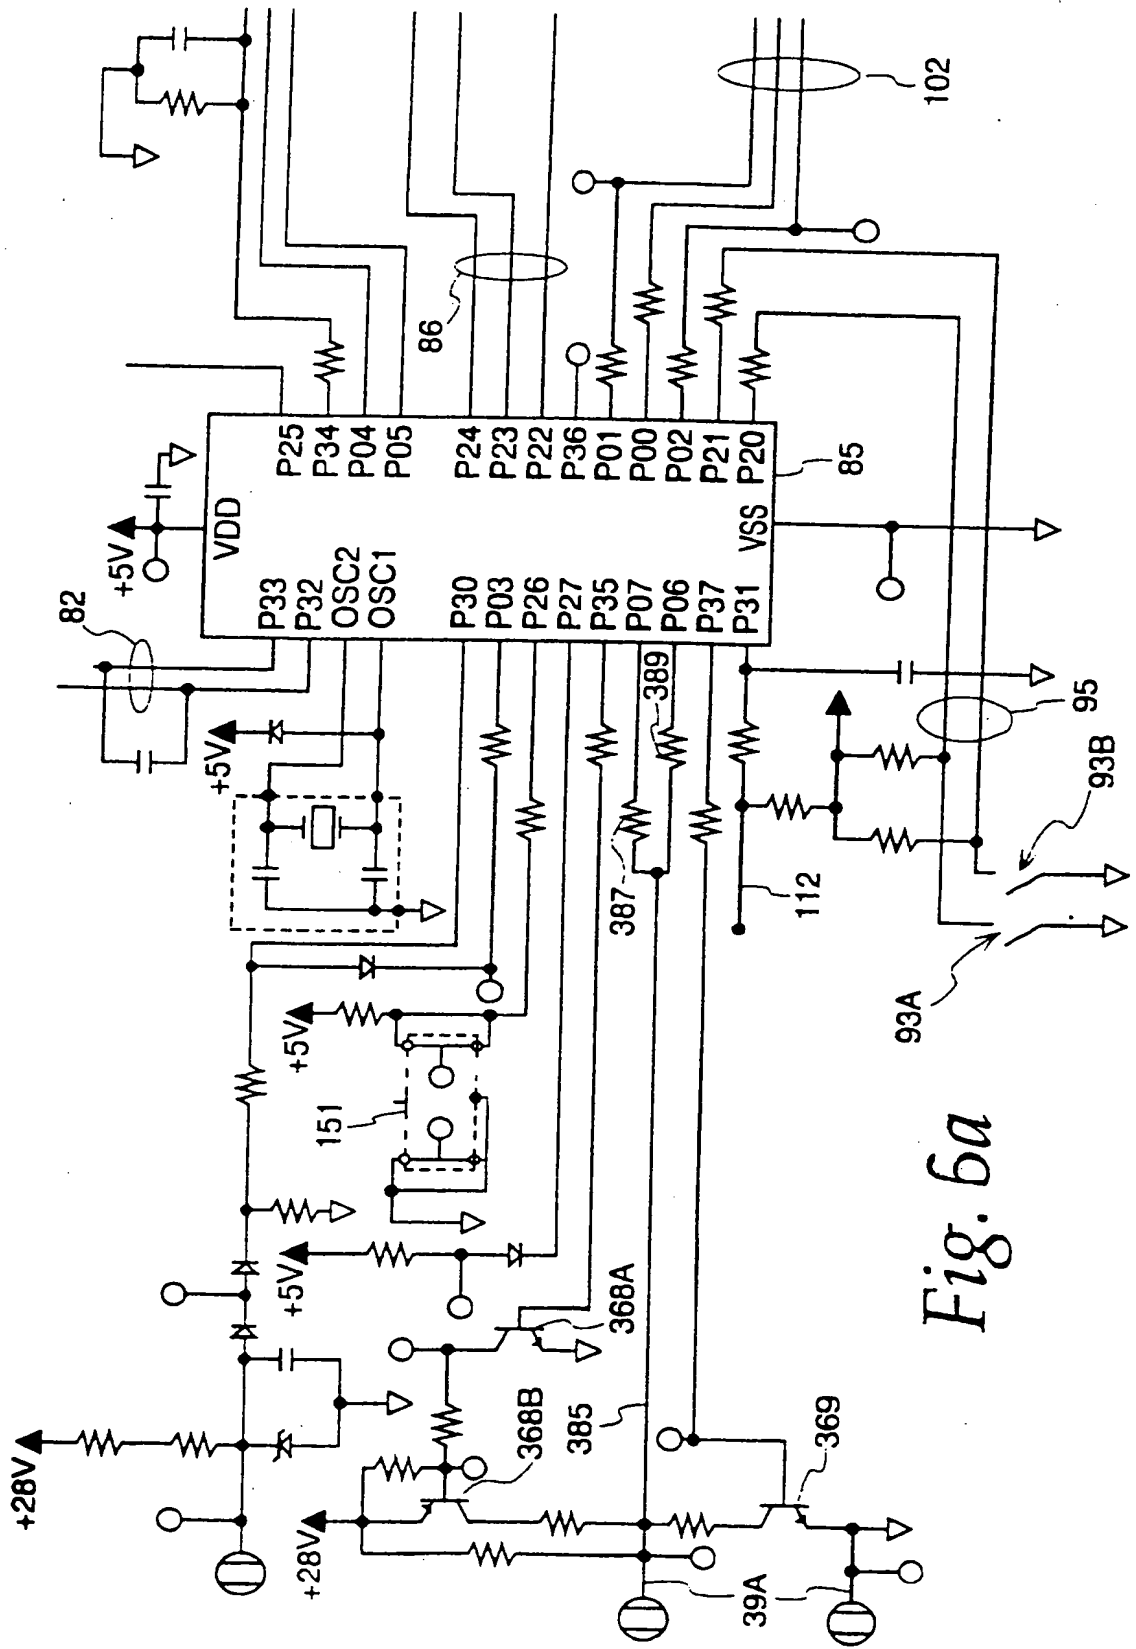 +28V
+5V
82
+5V
VDD
P33
P32
OSC2
OSC1
P30
P03
P26
P27
P35
P07
P06
P37
P31
P25
P34
P04
P05
P24
P23
P22
P36
P01
P00
P02
P21
P20
VSS
85
86
102
+5V
151
+5V
+28V
368B
368A
385
369
39A
387
389
112
95
93B
93A
Fig. 6a